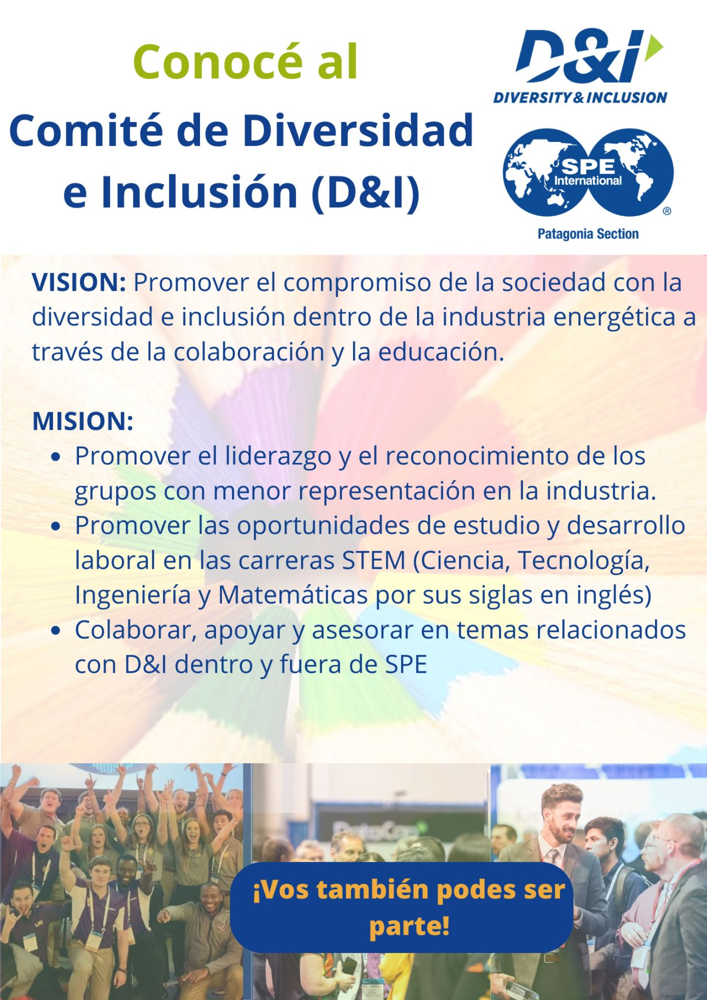 Conocé al
Comité de Diversidad
e Inclusión (D&I)
D&I
DIVERSITY & INCLUSION
SPE
International
®
Patagonia Section
VISION: Promover el compromiso de la sociedad con la
diversidad e inclusión dentro de la industria energética a
través de la colaboración y la educación.
MISION:
• Promover el liderazgo y el reconocimiento de los
grupos con menor representación en la industria.
• Promover las oportunidades de estudio y desarrollo
laboral en las carreras STEM (Ciencia, Tecnología,
Ingeniería y Matemáticas por sus siglas en inglés)
• Colaborar, apoyar y asesorar en temas relacionados
con D&I dentro y fuera de SPE
¡Vos también podes ser
parte!
LSU